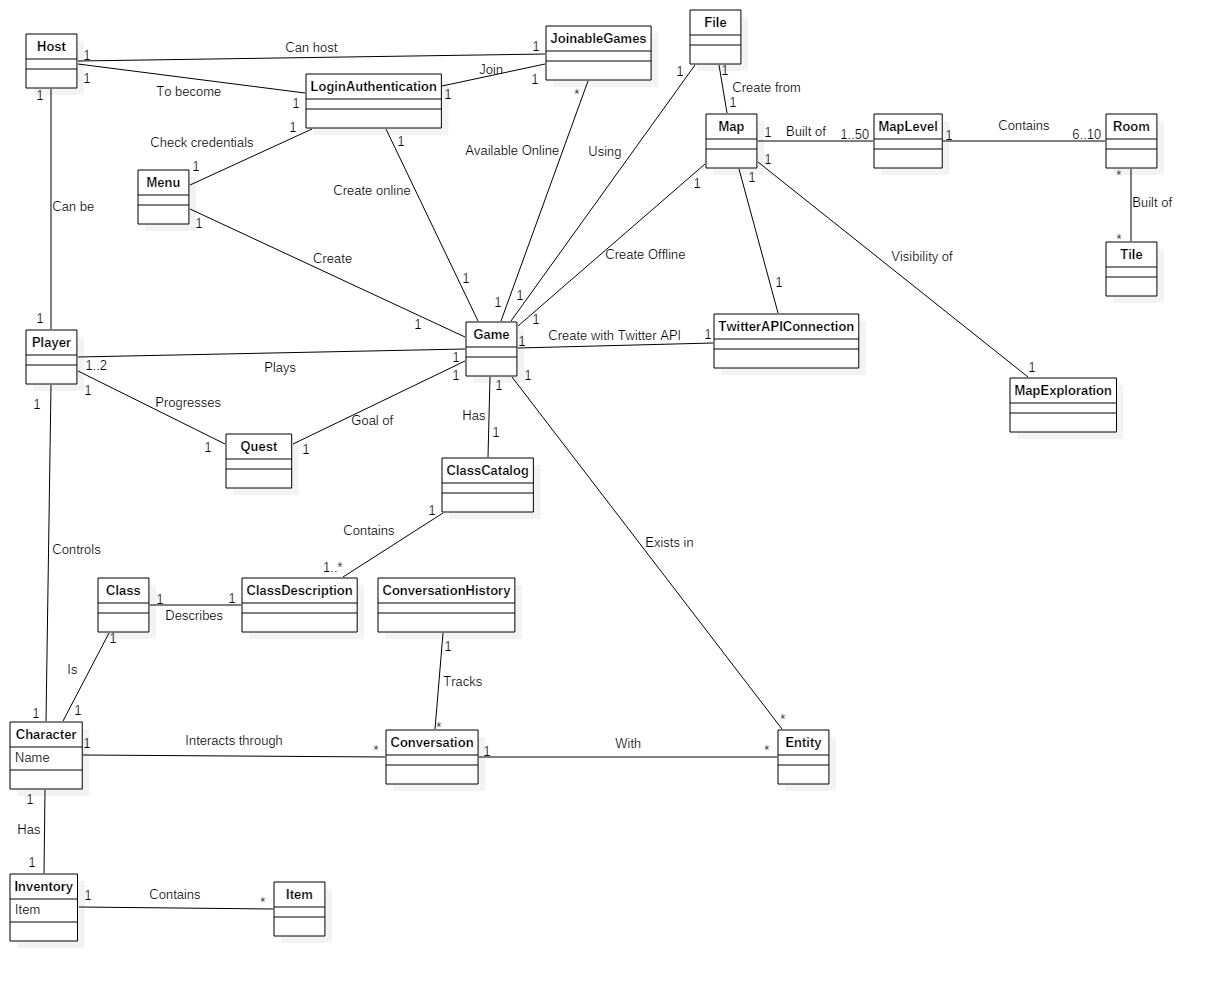 File
Host
JoinableGames
1
Can host
1
1
To become
1
Join
1
1
LoginAuthentication
1
1
Create from
1
*
1
1
Map
1
Built of
1..50
MapLevel
1
Contains
6..10
Room
Check credentials
1
1
Available Online
Using
1
1
1
*
Menu
1
Create online
Can be
Built of
1
Create
Create Offline
Visibility of
*
Tile
1
1
1
1
1
1
1
Player
Game
1
Create with Twitter API
1
TwitterAPIConnection
1..2
Plays
1
1
1
1
1
1
MapExploration
Progresses
Goal of
Has
1
1
1
Quest
1
ClassCatalog
1
Contains
Exists in
Controls
1..*
Class
1
Describes
1
ClassDescription
ConversationHistory
1
1
Is
Tracks
1
1
*
*
Character
Name
1
Interacts through
*
Conversation
1
With
*
Entity
1
Has
1
Inventory
Item
1
Contains
*
Item